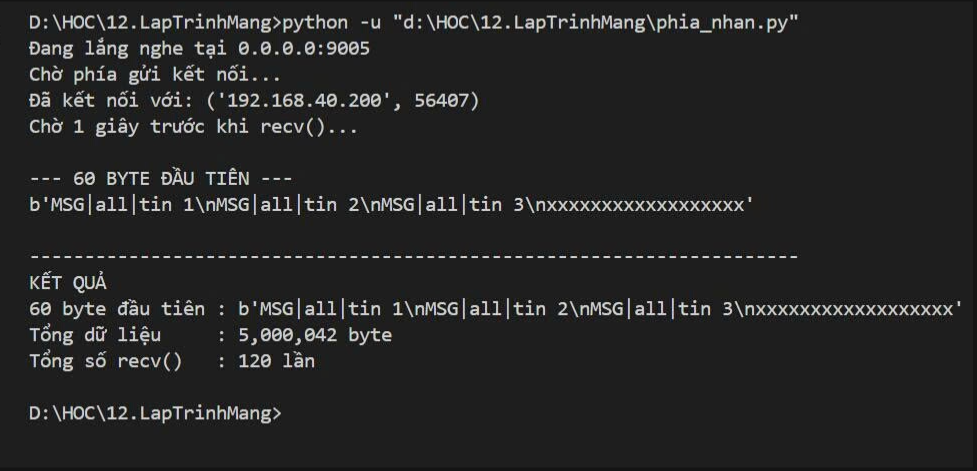 D:\HOC\12.LapTrinhMang>python -u "d:\HOC\12.LapTrinhMang\phia_nhan.py"
Đang lắng nghe tại 0.0.0.0:9005
Chờ phía gửi kết nối...
Đã kết nối với: ('192.168.40.200', 56407)
Chờ 1 giây trước khi recv()...
--- 60 BYTE ĐẦU TIÊN ---
b'MSG|all|tin 1\nMSG|all|tin 2\nMSG|all|tin 3\nxxxxxxxxxxxxxxxxxx'
----------------------------------------------------------------------
KẾT QUẢ
60 byte đầu tiên : b'MSG|all|tin 1\nMSG|all|tin 2\nMSG|all|tin 3\nxxxxxxxxxxxxxxxxxx'
Tổng dữ liệu     : 5,000,042 byte
Tổng số recv()   : 120 lần
D:\HOC\12.LapTrinhMang>